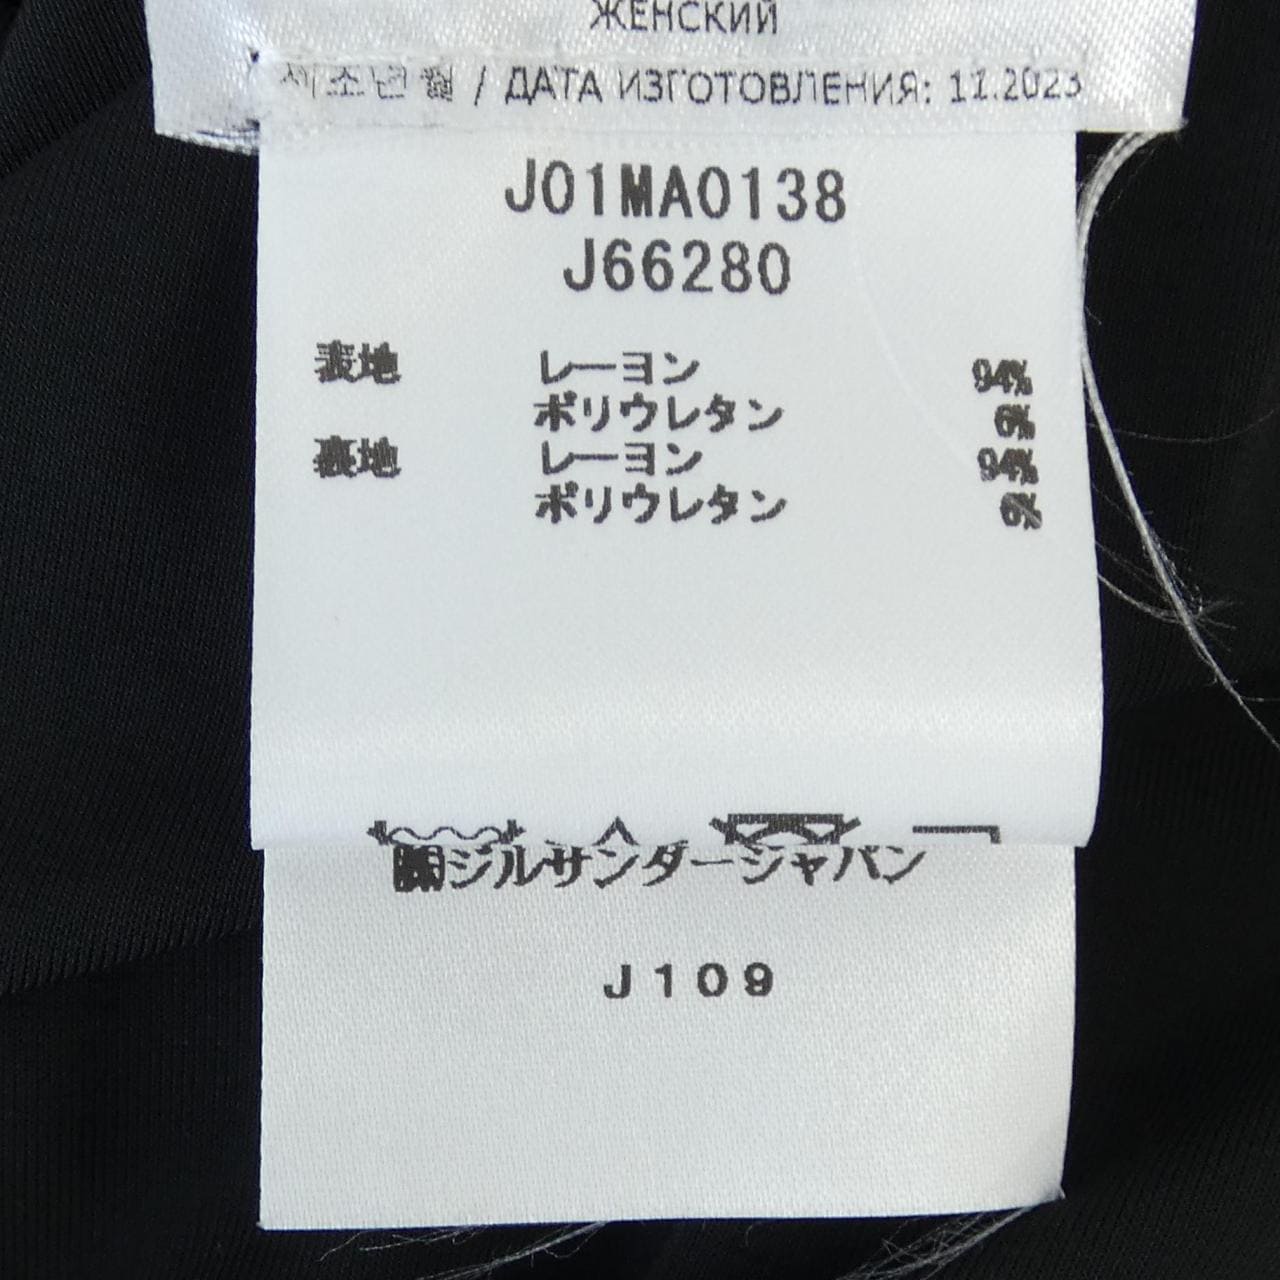 ЖЕНСКИЙ
제조년월 / ДАТА ИЗГОТОВЛЕНИЯ: 11.2023
J01MA0138
J66280
表地 レーヨン 94%
ポリウレタン 6%
裏地 レーヨン 94%
ポリウレタン 6%
㈱ジルサンダージャパン
J109